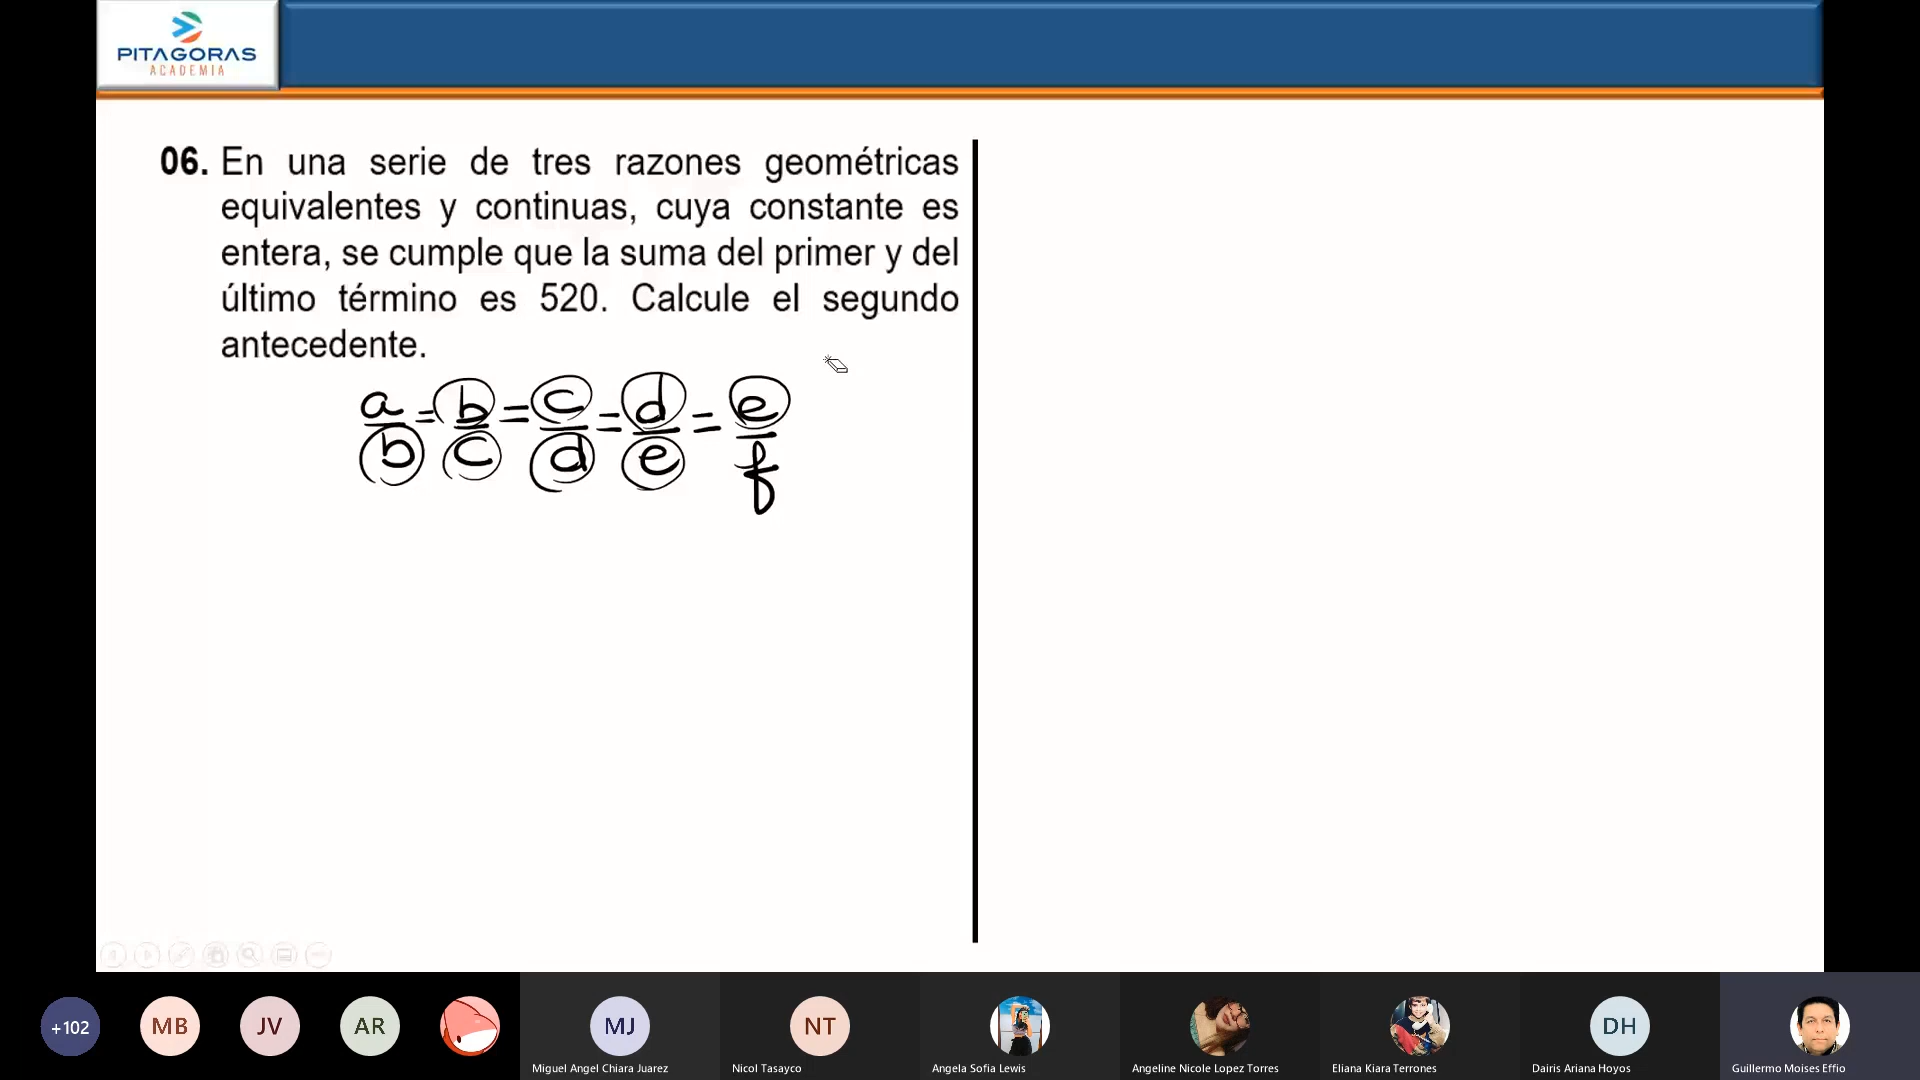 PITAGORAS
ACADEMIA
06. En una serie de tres razones geométricas
equivalentes y continuas, cuya constante es
entera, se cumple que la suma del primer y del
último término es 520. Calcule el segundo
antecedente.
a/b = b/c = c/d = d/e = e/f
+102
MB
JV
AR
MJ
NT
DH
Miguel Angel Chiara Juarez
Nicol Tasayco
Angela Sofia Lewis
Angeline Nicole Lopez Torres
Eliana Kiara Terrones
Dairis Ariana Hoyos
Guillermo Moises Effio